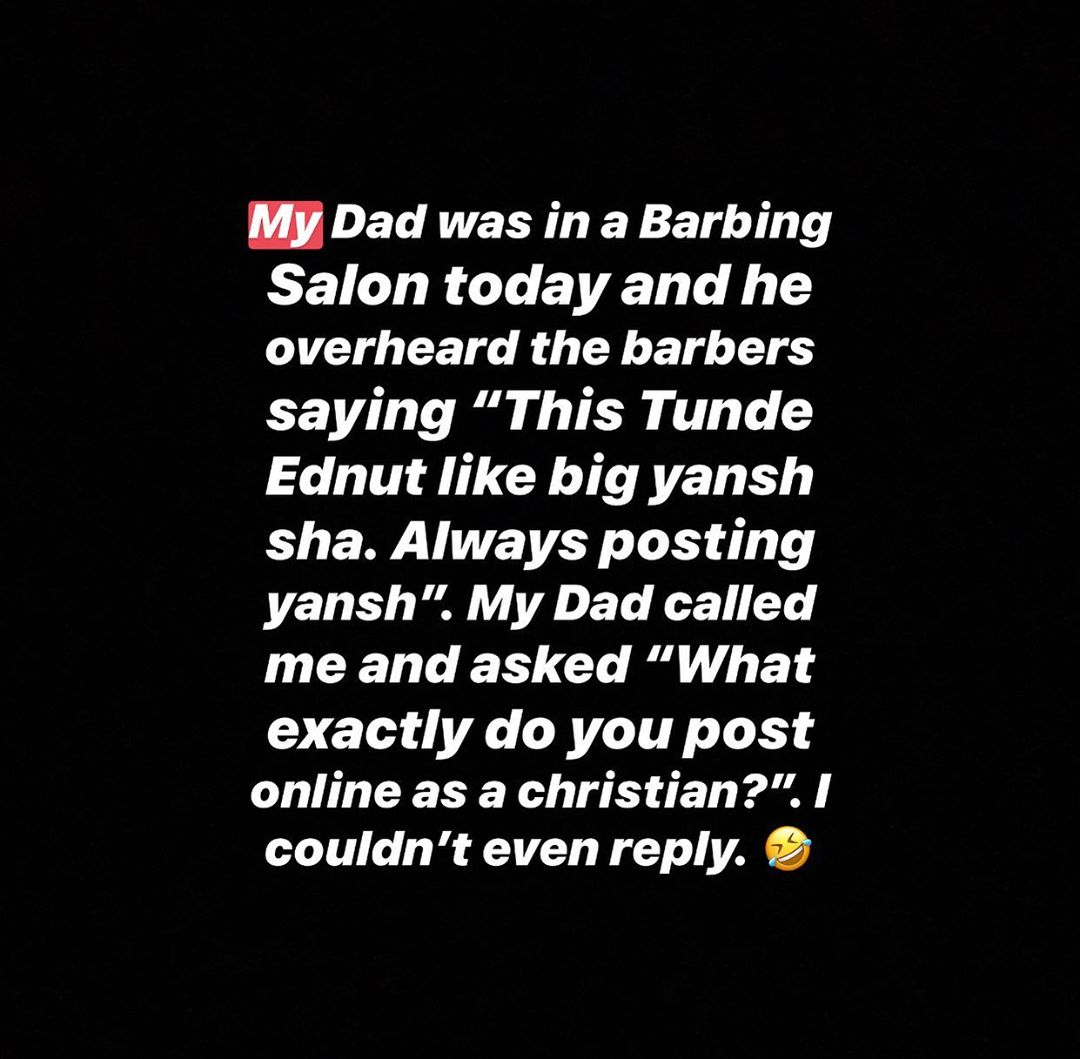 My Dad was in a Barbing
Salon today and he
overheard the barbers
saying “This Tunde
Ednut like big yansh
sha. Always posting
yansh”. My Dad called
me and asked “What
exactly do you post
online as a christian?”. I
couldn’t even reply. 🤣